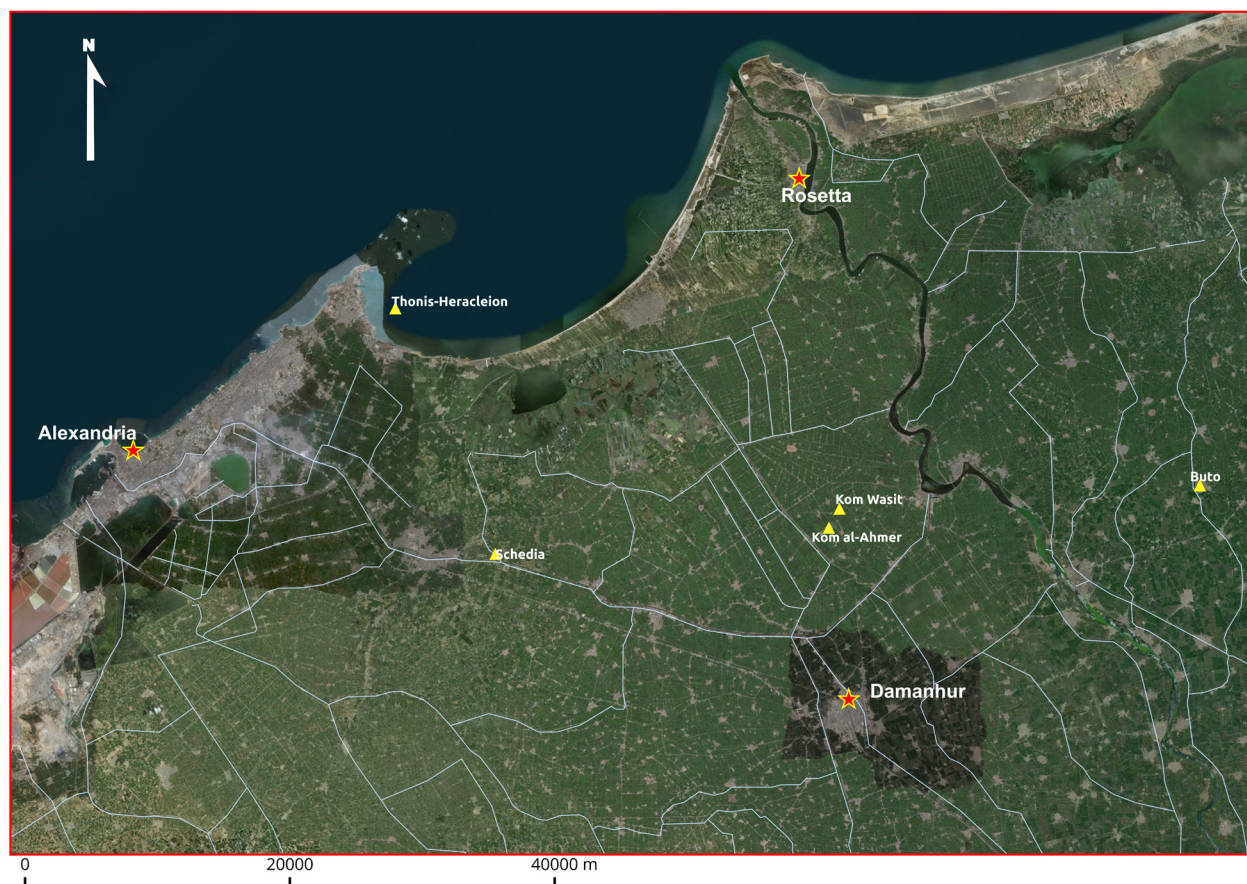 N
Rosetta
Thonis-Heracleion
Alexandria
Buto
Kom Wasit
Kom al-Ahmer
Schedia
Damanhur
0 20000 40000 m